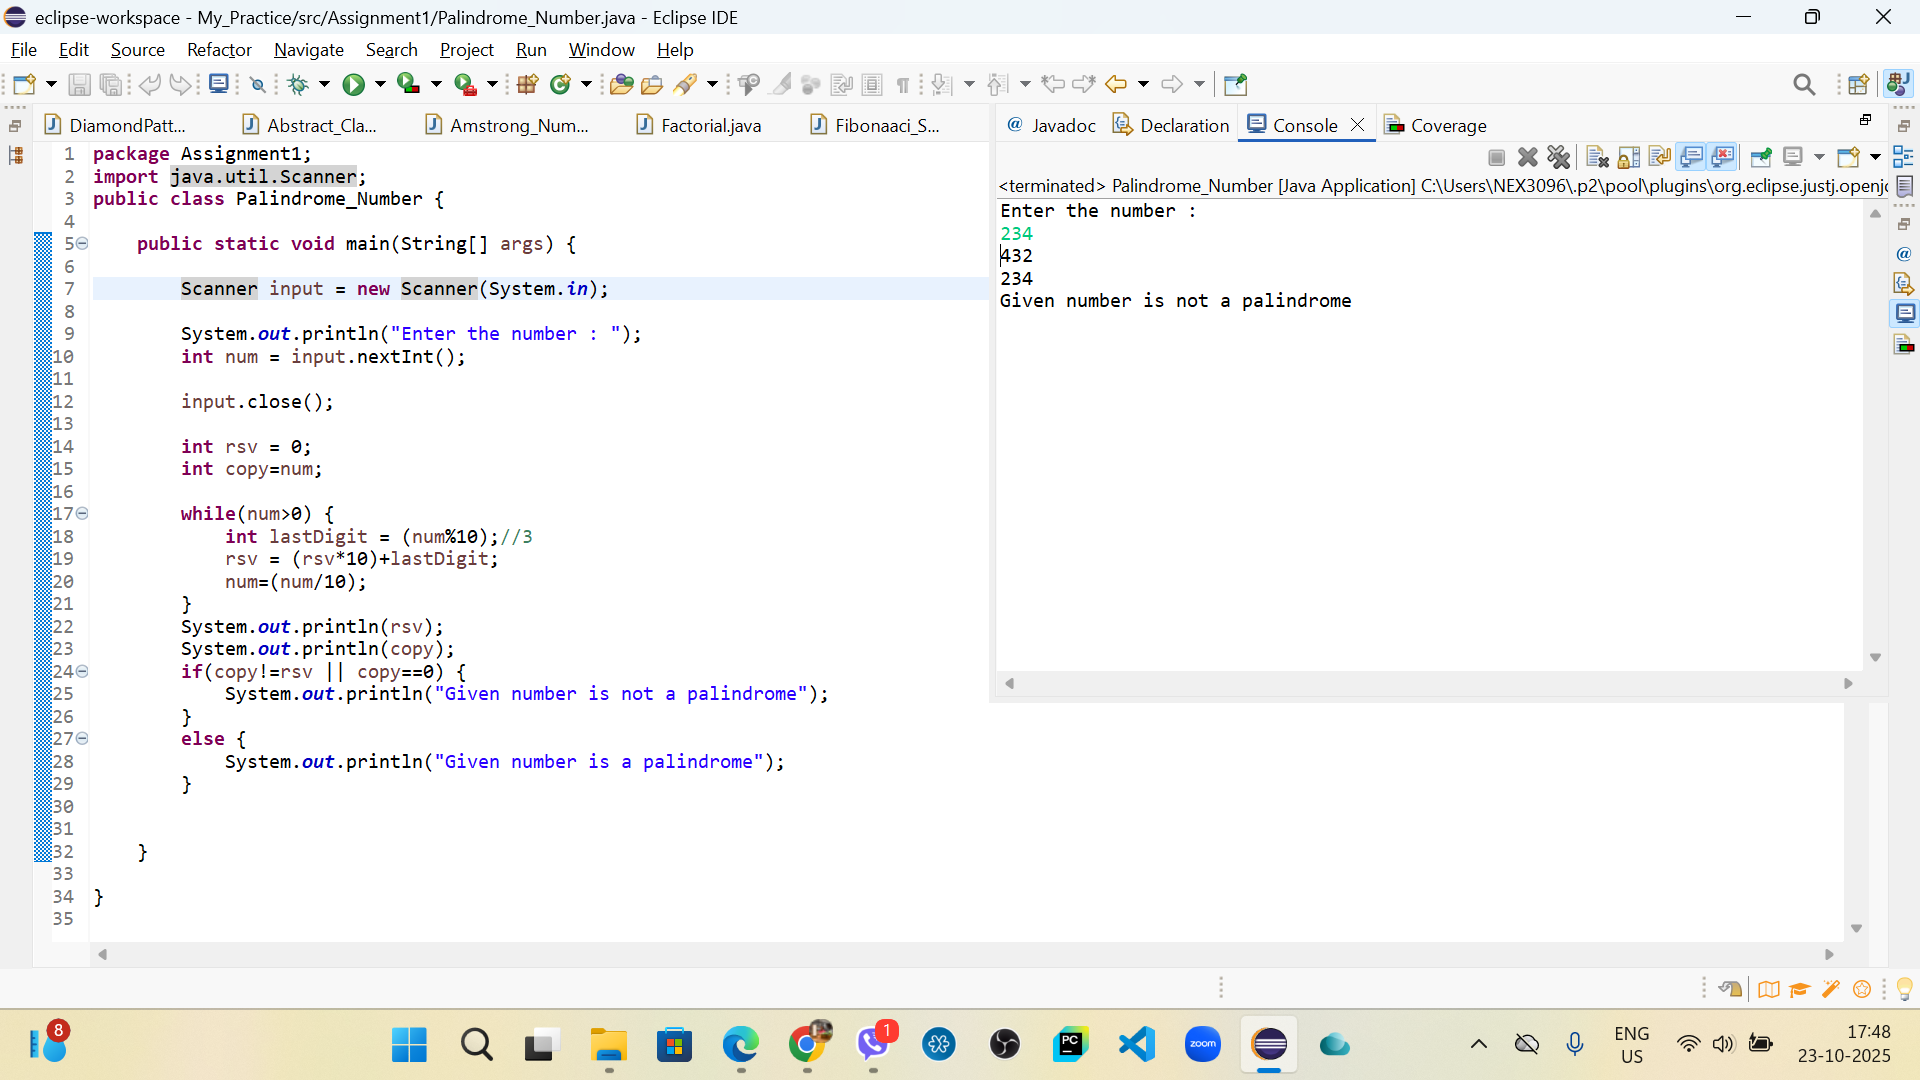 eclipse-workspace - My_Practice/src/Assignment1/Palindrome_Number.java - Eclipse IDE
File Edit Source Refactor Navigate Search Project Run Window Help
DiamondPatt... Abstract_Cla... Amstrong_Num... Factorial.java Fibonaaci_S...
1 package Assignment1;
2 import java.util.Scanner;
3 public class Palindrome_Number {
4
5 public static void main(String[] args) {
6
7 Scanner input = new Scanner(System.in);
8
9 System.out.println("Enter the number : ");
10 int num = input.nextInt();
11
12 input.close();
13
14 int rsv = 0;
15 int copy=num;
16
17 while(num>0) {
18 int lastDigit = (num%10);//3
19 rsv = (rsv*10)+lastDigit;
20 num=(num/10);
21 }
22 System.out.println(rsv);
23 System.out.println(copy);
24 if(copy!=rsv || copy==0) {
25 System.out.println("Given number is not a palindrome");
26 }
27 else {
28 System.out.println("Given number is a palindrome");
29 }
30
31
32 }
33
34 }
35
@ Javadoc Declaration Console Coverage
<terminated> Palindrome_Number [Java Application] C:\Users\NEX3096\.p2\pool\plugins\org.eclipse.justj.openjc
Enter the number :
234
432
234
Given number is not a palindrome
8
1
PC
zoom
ENG
US
17:48
23-10-2025